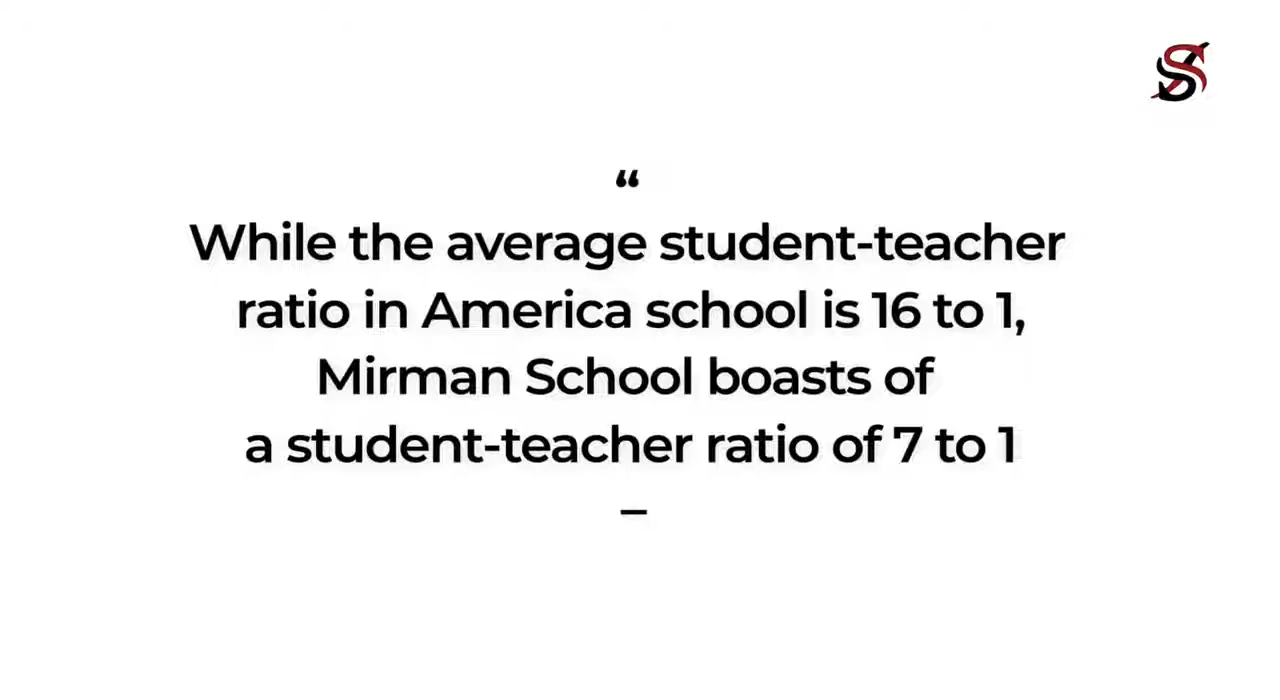 “
While the average student-teacher
ratio in America school is 16 to 1,
Mirman School boasts of
a student-teacher ratio of 7 to 1
–